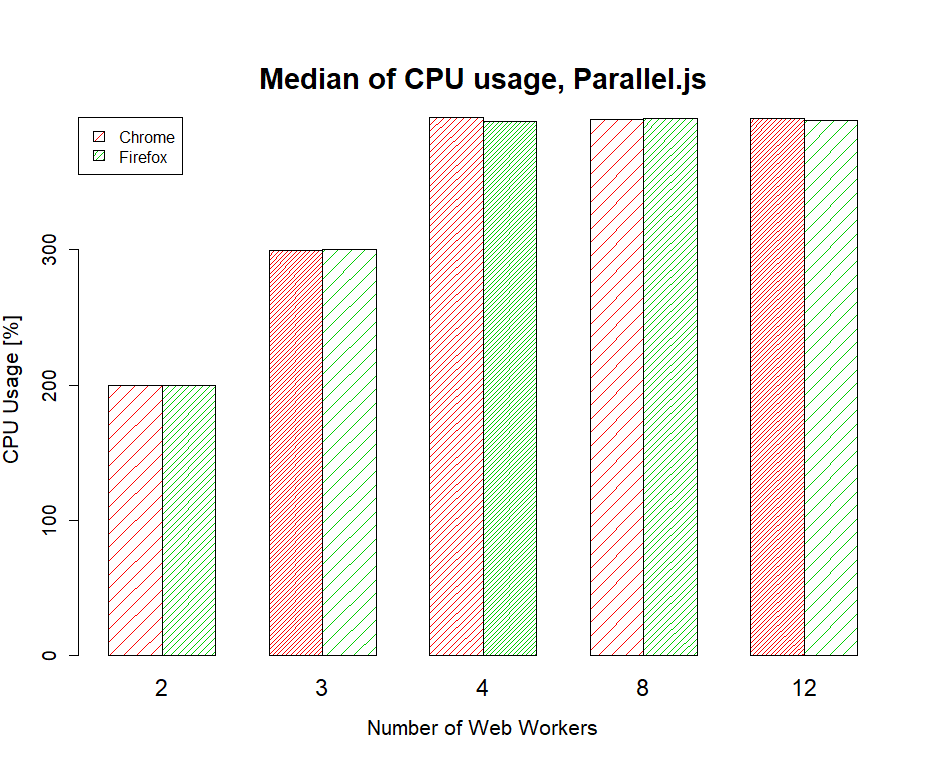 Median of CPU usage, Parallel.js
Chrome
Firefox
300
200
100
0
CPU Usage [%]
2 3 4 8 12
Number of Web Workers